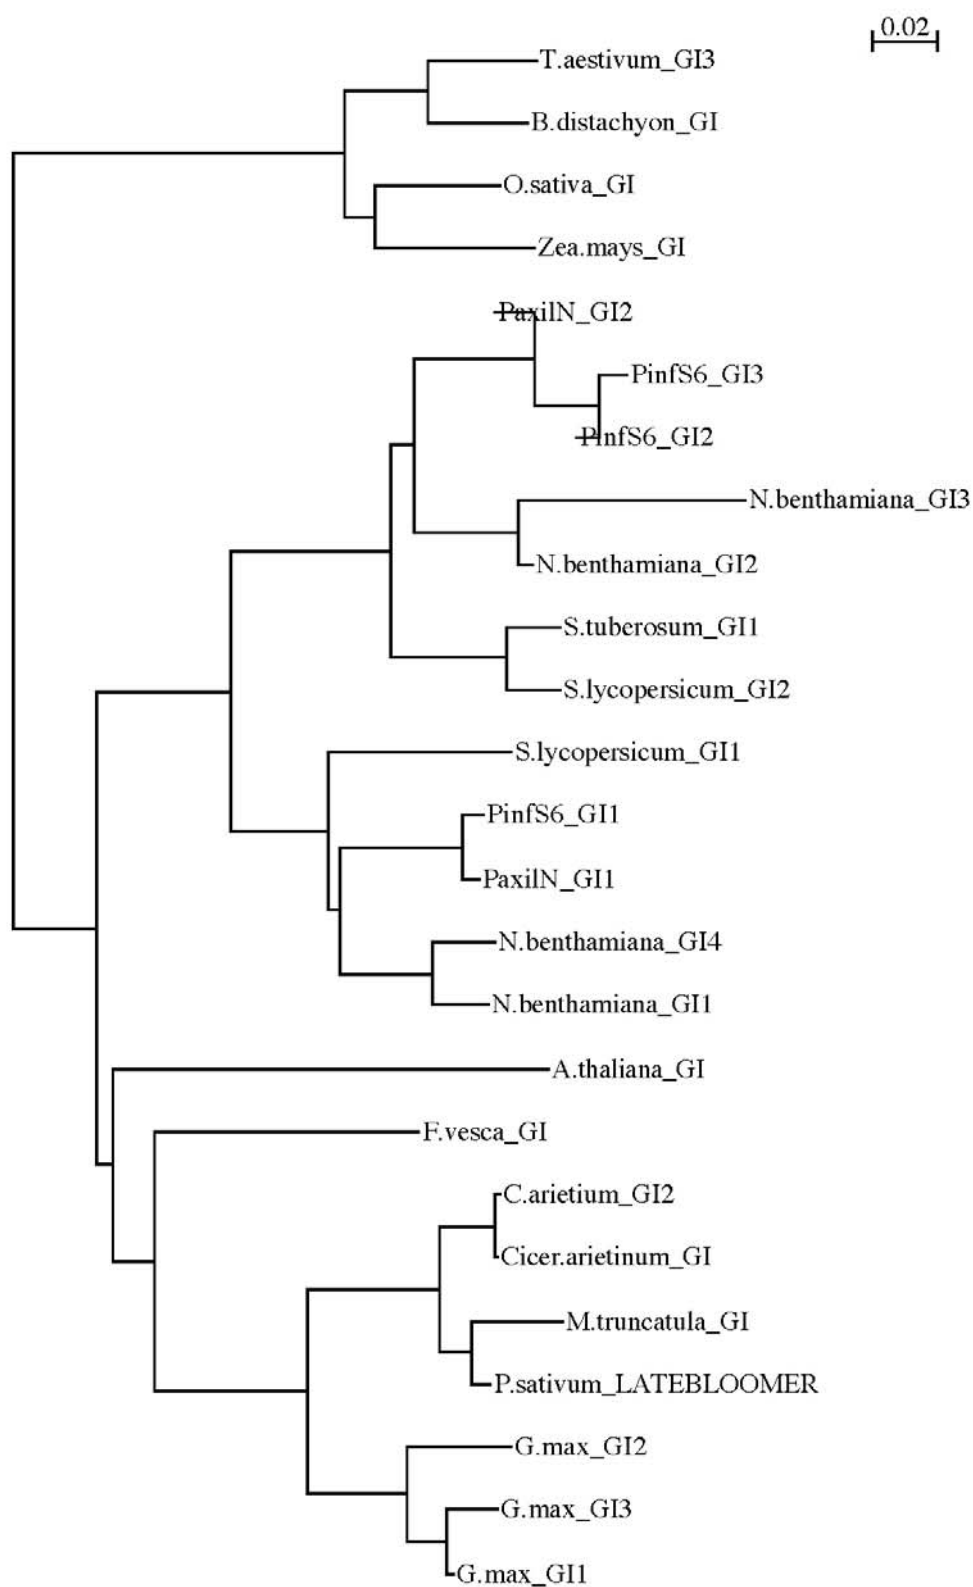 0.02
T.aestivum_GI3
B.distachyon_GI
O.sativa_GI
Zea.mays_GI
PaxilN_GI2
PinfS6_GI3
PinfS6_GI2
N.benthamiana_GI3
N.benthamiana_GI2
S.tuberosum_GI1
S.lycopersicum_GI2
S.lycopersicum_GI1
PinfS6_GI1
PaxilN_GI1
N.benthamiana_GI4
N.benthamiana_GI1
A.thaliana_GI
F.vesca_GI
C.arietium_GI2
Cicer.arietinum_GI
M.truncatula_GI
P.sativum_LATEBLOOMER
G.max_GI2
G.max_GI3
G.max_GI1